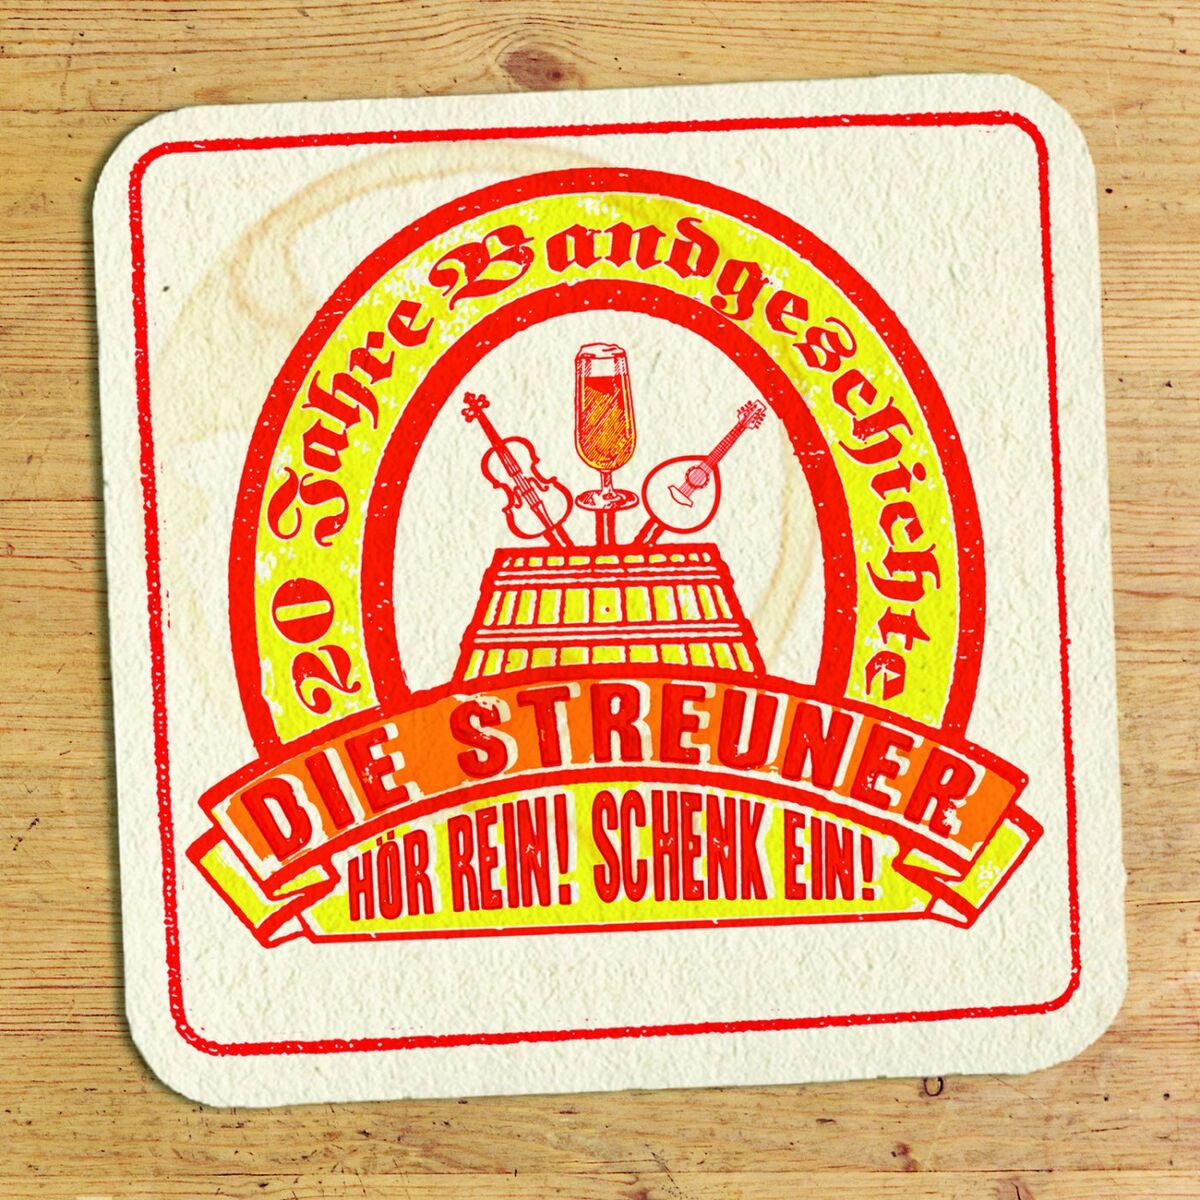 20 Jahre Bandgeschichte
DIE STREUNER
HÖR REIN! SCHENK EIN!